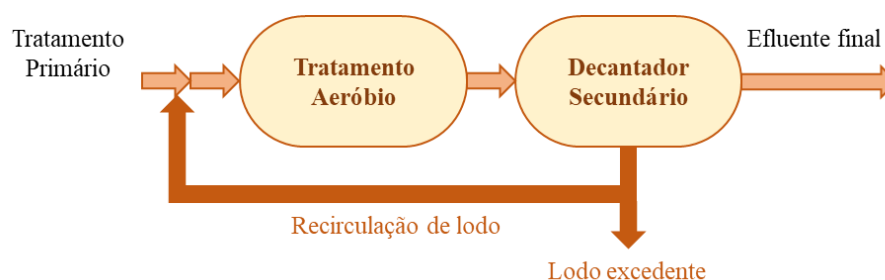 Tratamento
Primário
Tratamento
Aeróbio
Decantador
Secundário
Efluente final
Recirculação de lodo
Lodo excedente